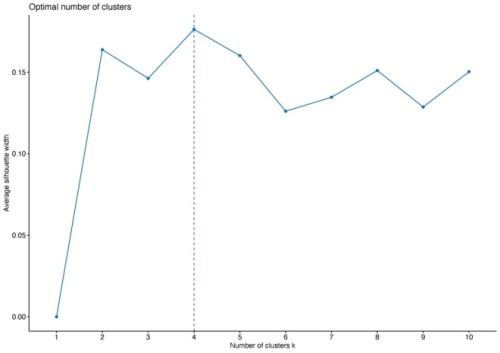 Optimal number of clusters
Average silhouette width
0.15
0.10
0.05
0.00
1 2 3 4 5 6 7 8 9 10
Number of clusters k